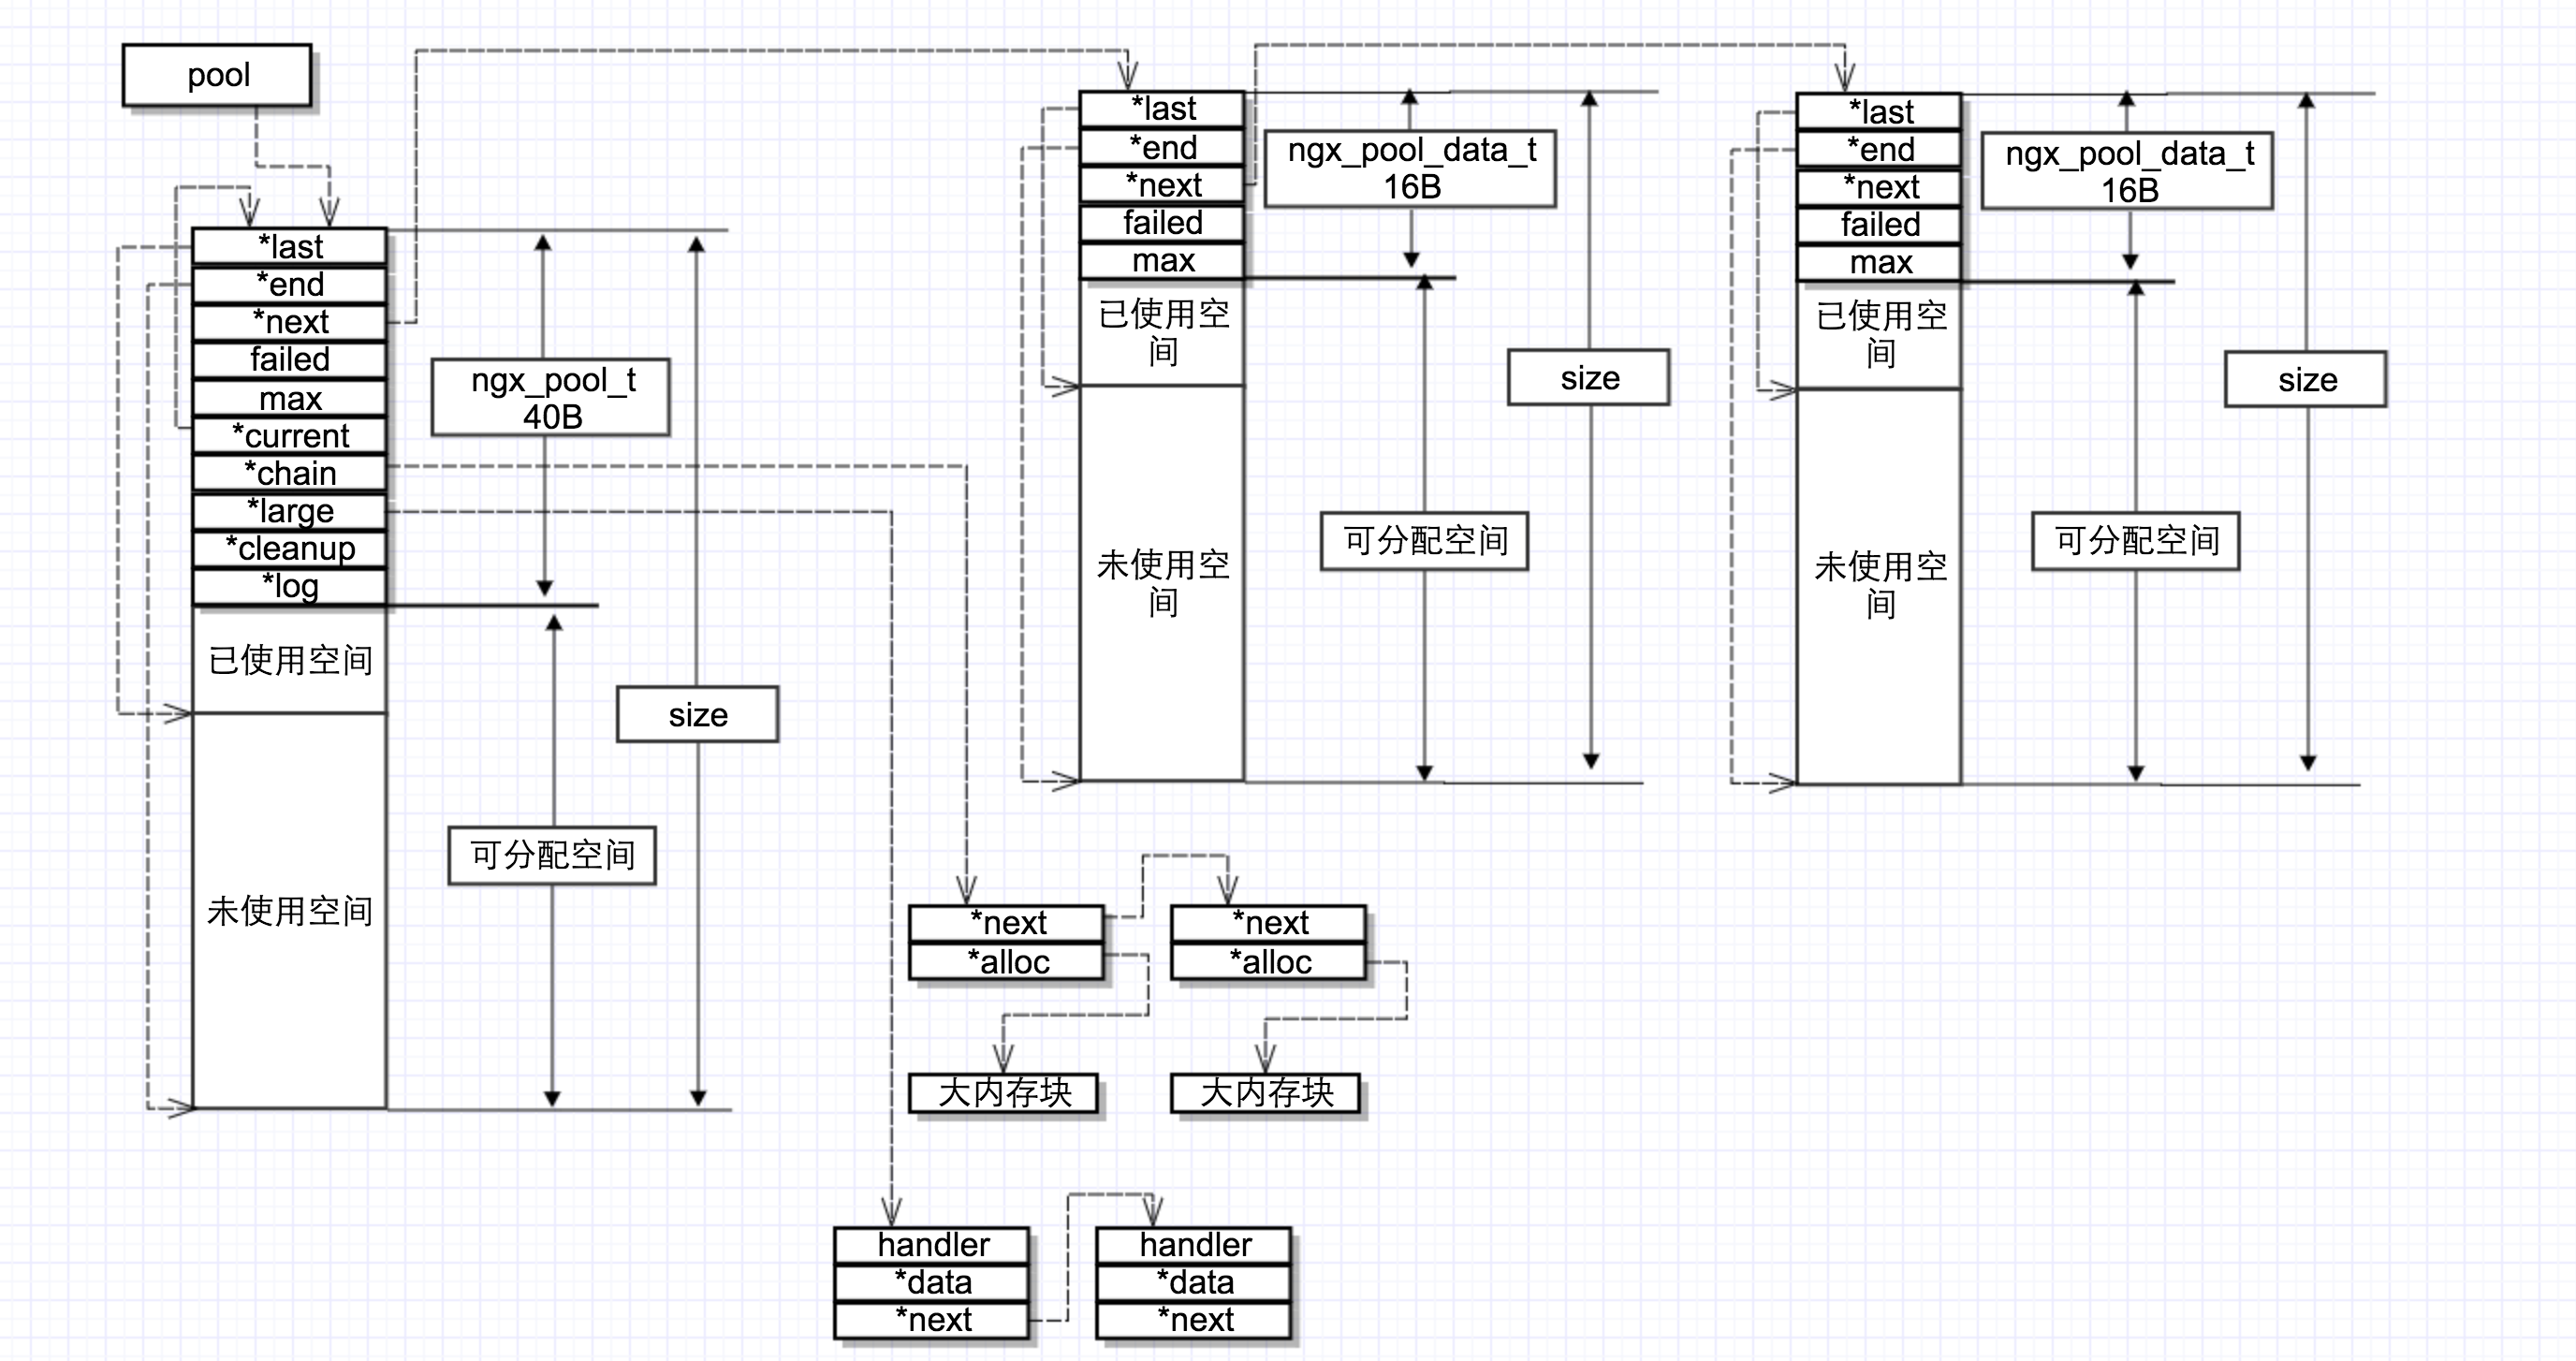 pool
*last
*end
*next
failed
max
*current
*chain
*large
*cleanup
*log
已使用空间
未使用空间
ngx_pool_t
40B
size
可分配空间
*last
*end
*next
failed
max
已使用空
间
未使用空
间
ngx_pool_data_t
16B
size
可分配空间
*last
*end
*next
failed
max
已使用空
间
未使用空
间
ngx_pool_data_t
16B
size
可分配空间
*next
*alloc
大内存块
*next
*alloc
大内存块
handler
*data
*next
handler
*data
*next